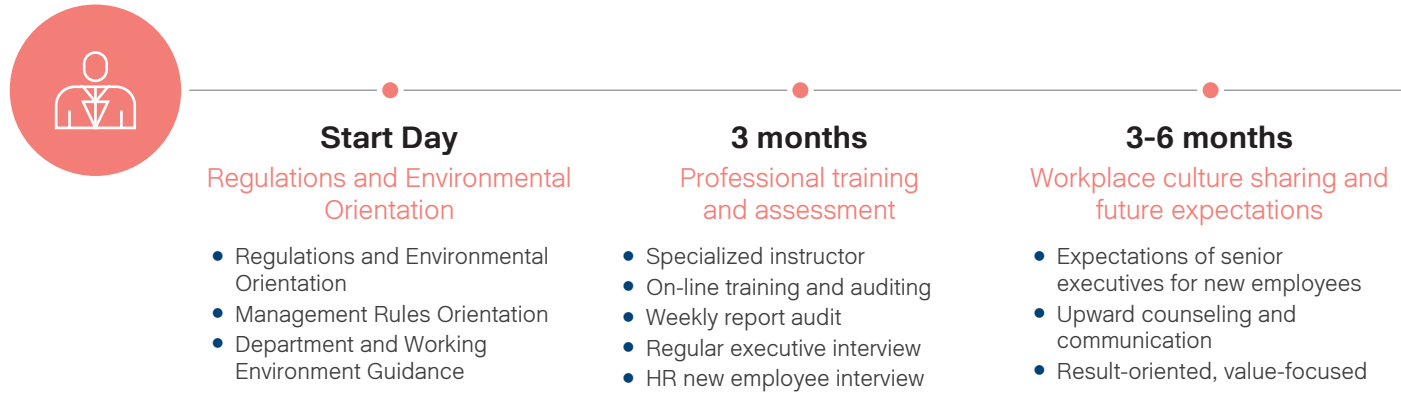 Start Day
Regulations and Environmental
Orientation
• Regulations and Environmental
Orientation
• Management Rules Orientation
• Department and Working
Environment Guidance
3 months
Professional training
and assessment
• Specialized instructor
• On-line training and auditing
• Weekly report audit
• Regular executive interview
• HR new employee interview
3-6 months
Workplace culture sharing and
future expectations
• Expectations of senior
executives for new employees
• Upward counseling and
communication
• Result-oriented, value-focused